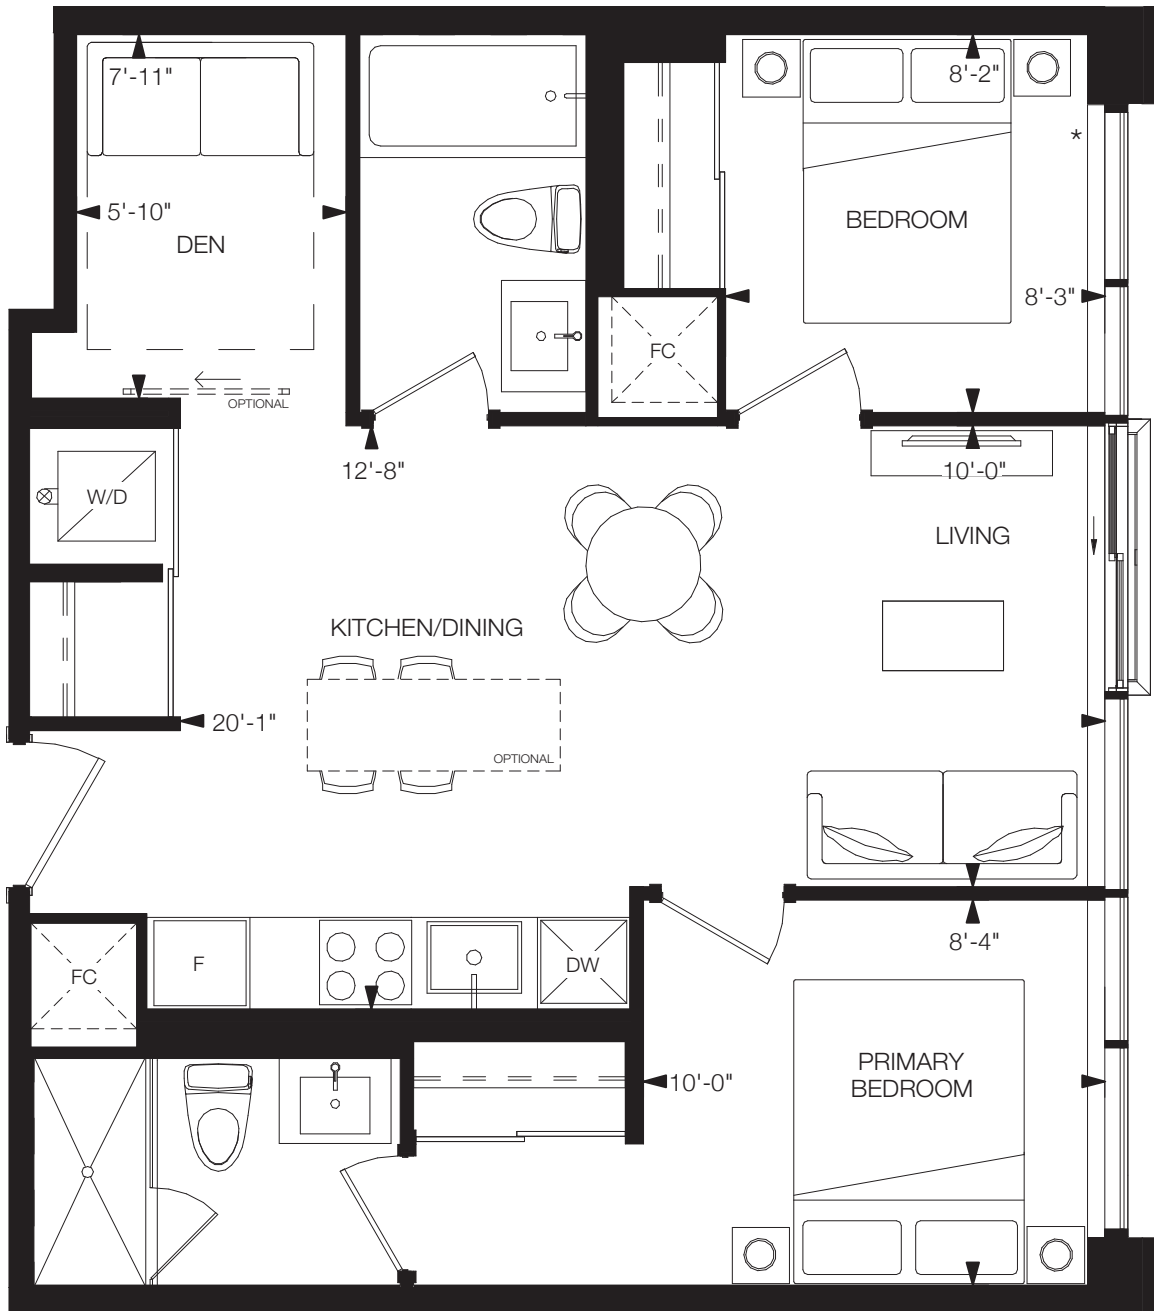 7'-11"
8'-2"
*
5'-10"
DEN
BEDROOM
8'-3"
FC
OPTIONAL
12'-8"
10'-0"
W/D
LIVING
KITCHEN/DINING
20'-1"
OPTIONAL
8'-4"
FC
F
DW
PRIMARY
BEDROOM
10'-0"